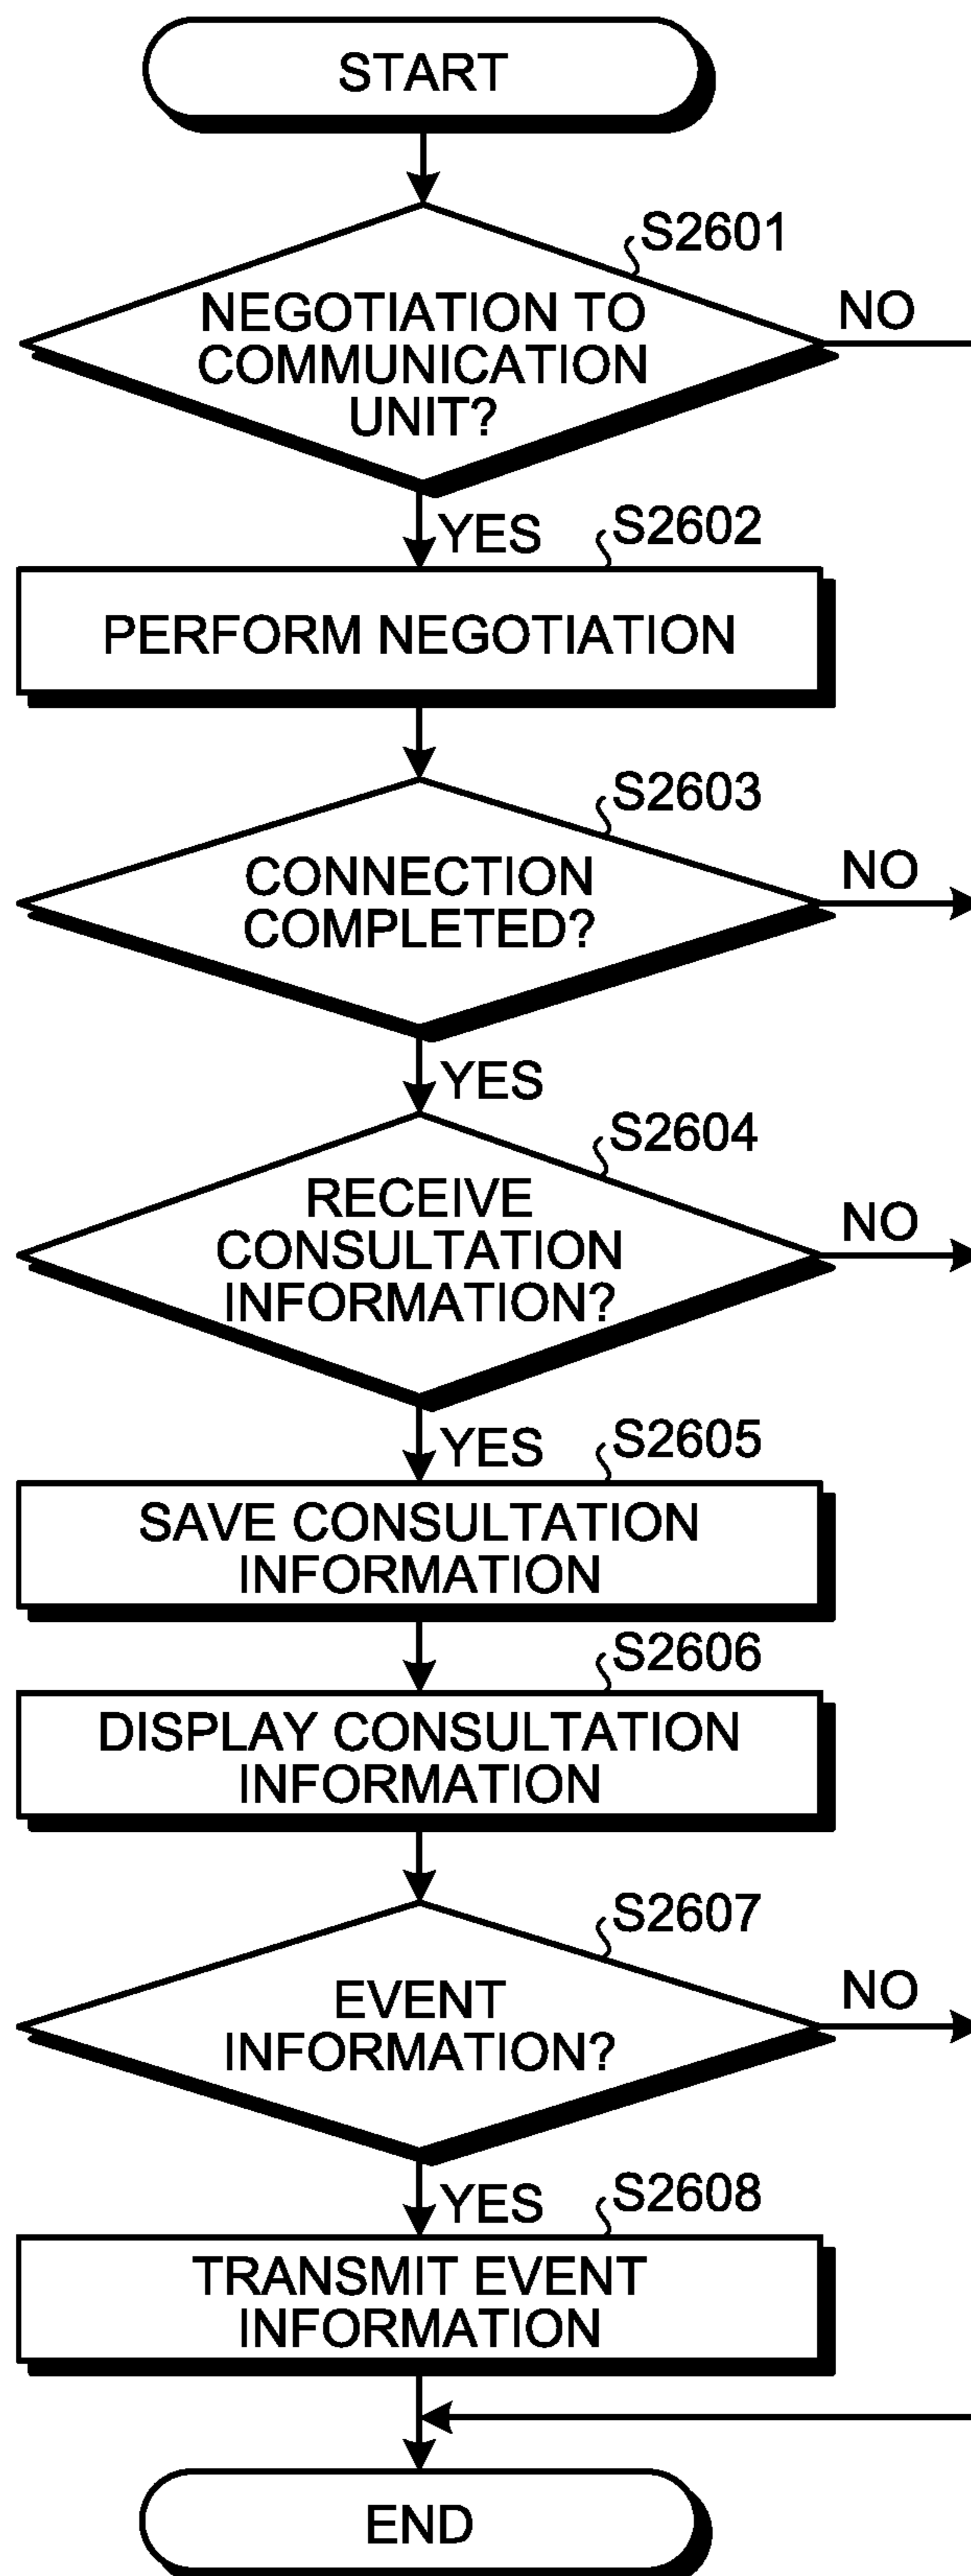 START
S2601
NEGOTIATION TO
COMMUNICATION
UNIT?
NO
YES
S2602
PERFORM NEGOTIATION
S2603
CONNECTION
COMPLETED?
NO
YES
S2604
RECEIVE
CONSULTATION
INFORMATION?
NO
YES
S2605
SAVE CONSULTATION
INFORMATION
S2606
DISPLAY CONSULTATION
INFORMATION
S2607
EVENT
INFORMATION?
NO
YES
S2608
TRANSMIT EVENT
INFORMATION
END